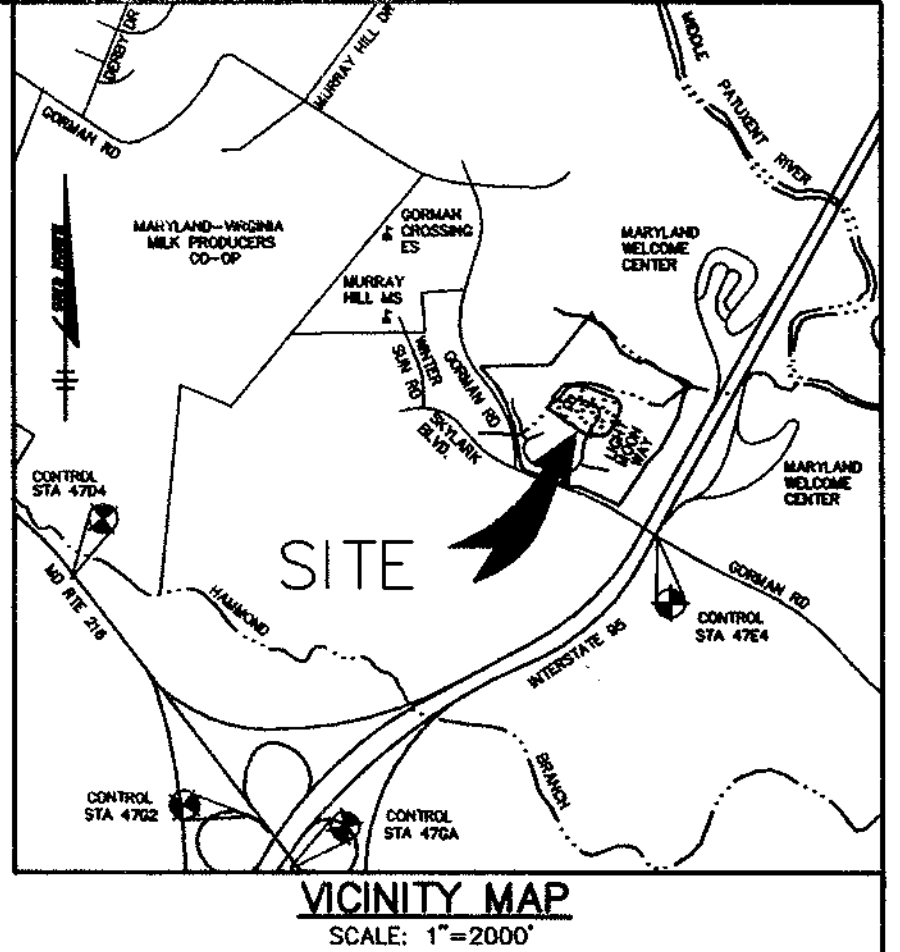 DERBY DR
MURRAY HILL DR
MIDDLE PATUXENT RIVER
GORMAN RD
MARYLAND-VIRGINIA
MILK PRODUCERS
CO-OP
GORMAN
CROSSING
ES
MARYLAND
WELCOME
CENTER
MURRAY
HILL MS
WINTER
SUN RD
GORMAN RD
SKYLARK
BLVD.
LIGHT
MOON
WAY
CONTROL
STA 47D4
MARYLAND
WELCOME
CENTER
SITE
MD RTE 216
HAMMOND
GORMAN RD
CONTROL
STA 47E4
INTERSTATE 95
BRANCH
CONTROL
STA 47G2
CONTROL
STA 47GA
VICINITY MAP
SCALE: 1"=2000'